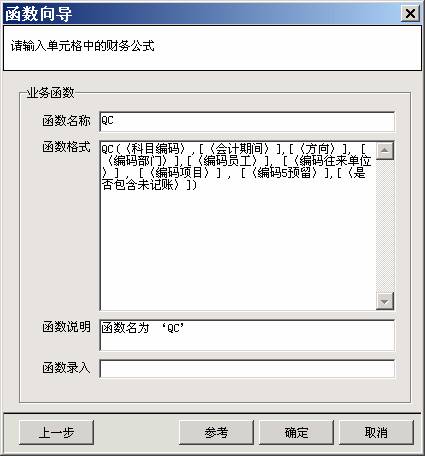 函数向导
请输入单元格中的财务公式
业务函数
函数名称 QC
函数格式 QC(〈科目编码〉,[〈会计期间〉],[〈方向〉], [
〈编码部门〉],[〈编码员工〉], [〈编码往来单位
〉] , [〈编码项目〉] , [〈编码5预留〉],[〈是
否包含未记账〉])
函数说明 函数名为 ‘QC’
函数录入
上一步 参考 确定 取消